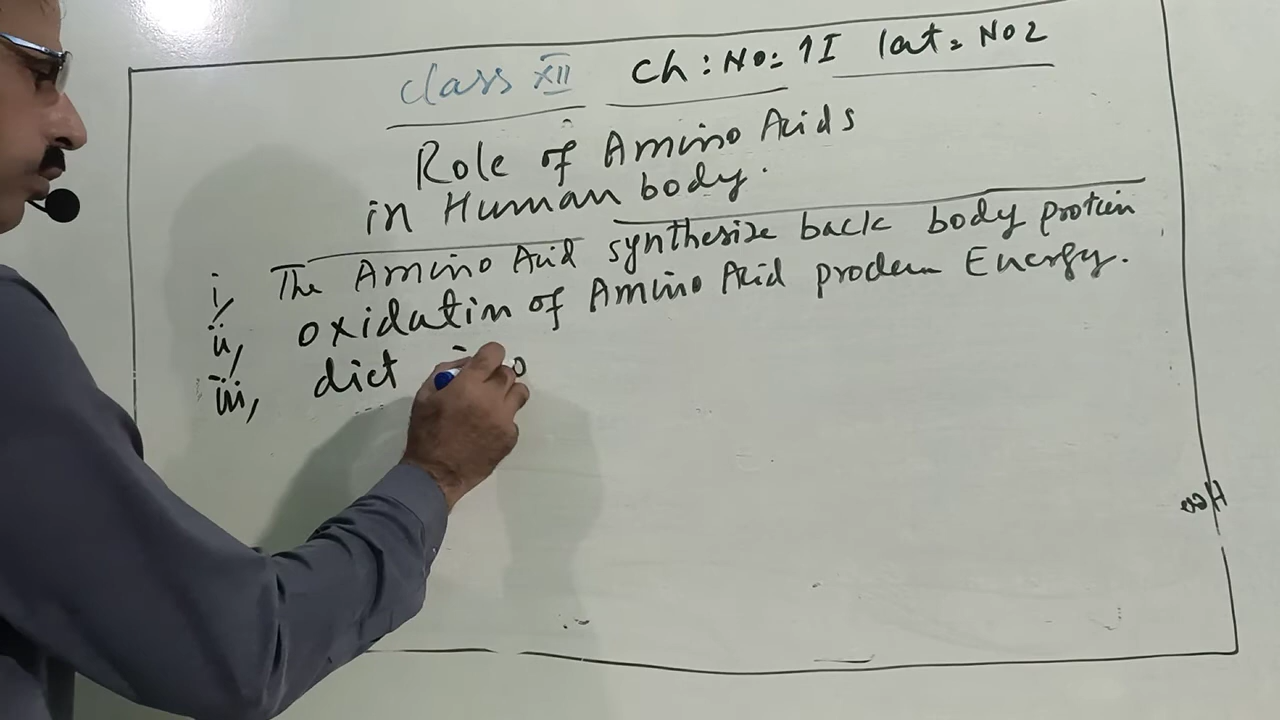 class XII Ch: No: 11 lat = No 2
Role of Amino Acids
in Human body.
i, The Amino Acid synthesize back body protein
ii, oxidation of Amino Acid produce Energy.
iii, diet